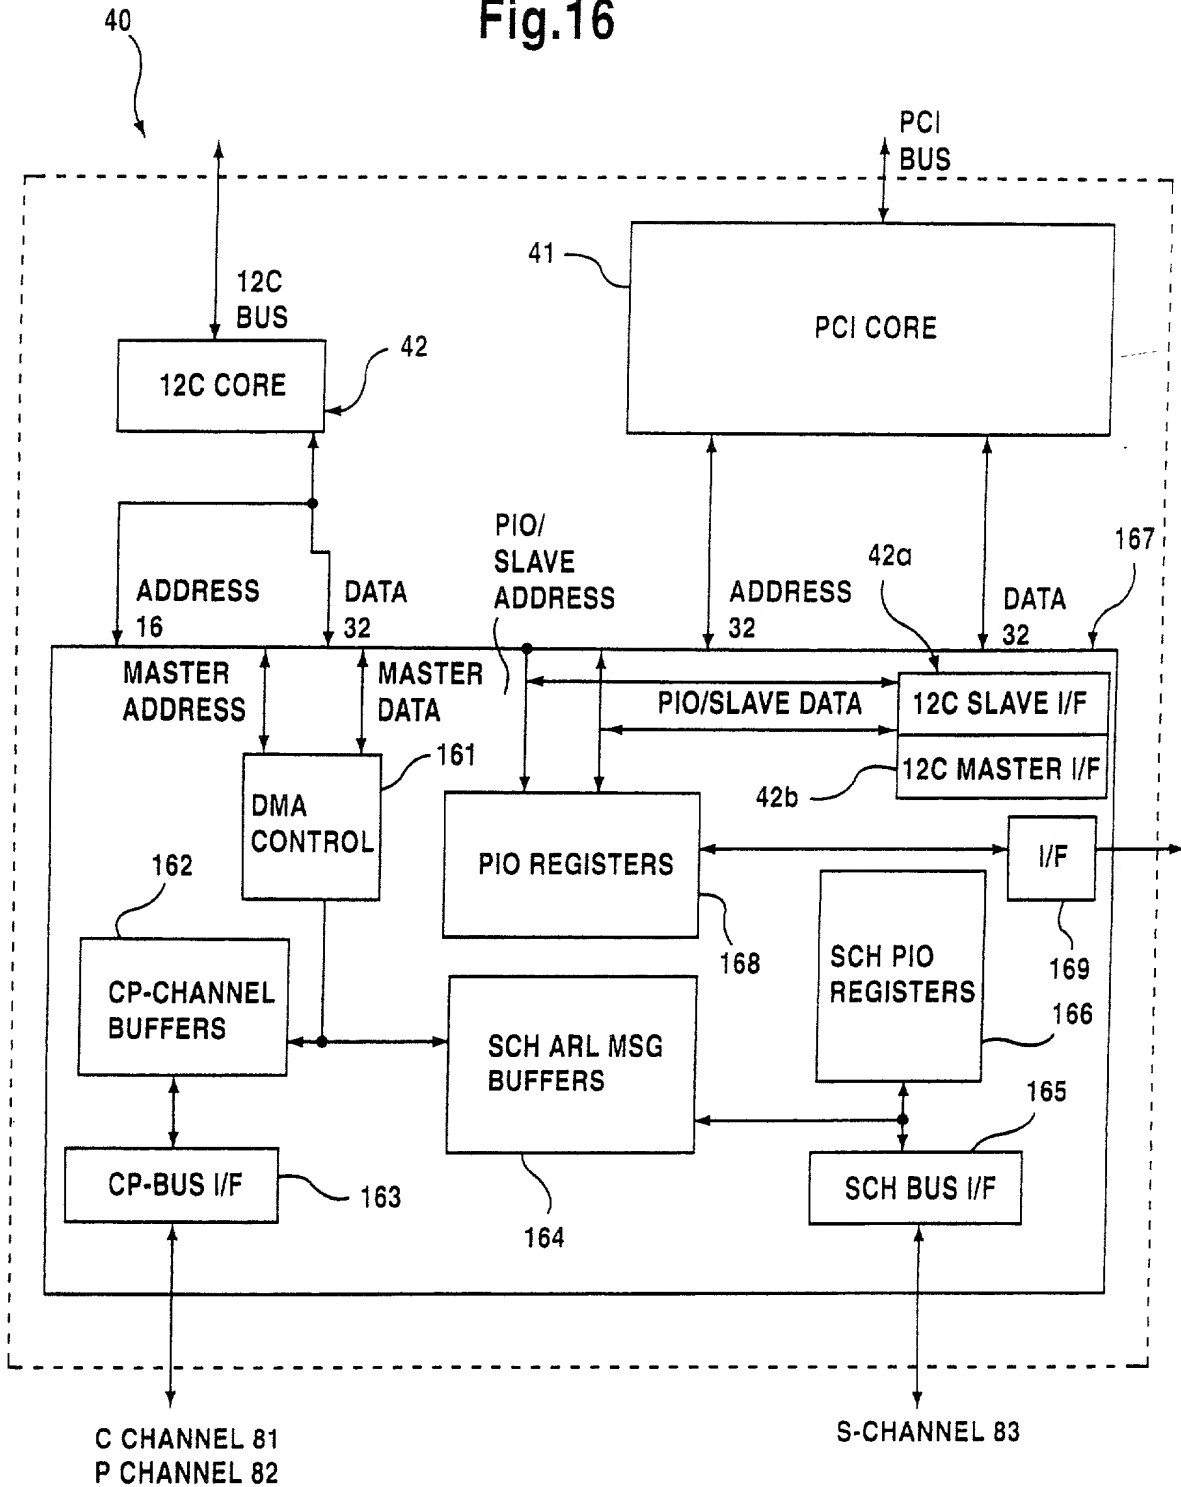 Fig.16
40
PCI
BUS
41
PCI CORE
12C
BUS
42
12C CORE
PIO/
SLAVE
ADDRESS
ADDRESS
16
DATA
32
ADDRESS
32
42a
DATA
32
167
MASTER
ADDRESS
MASTER
DATA
PIO/SLAVE DATA
12C SLAVE I/F
12C MASTER I/F
42b
161
DMA
CONTROL
PIO REGISTERS
168
I/F
169
162
CP-CHANNEL
BUFFERS
SCH ARL MSG
BUFFERS
164
SCH PIO
REGISTERS
166
165
CP-BUS I/F
163
SCH BUS I/F
C CHANNEL 81
P CHANNEL 82
S-CHANNEL 83